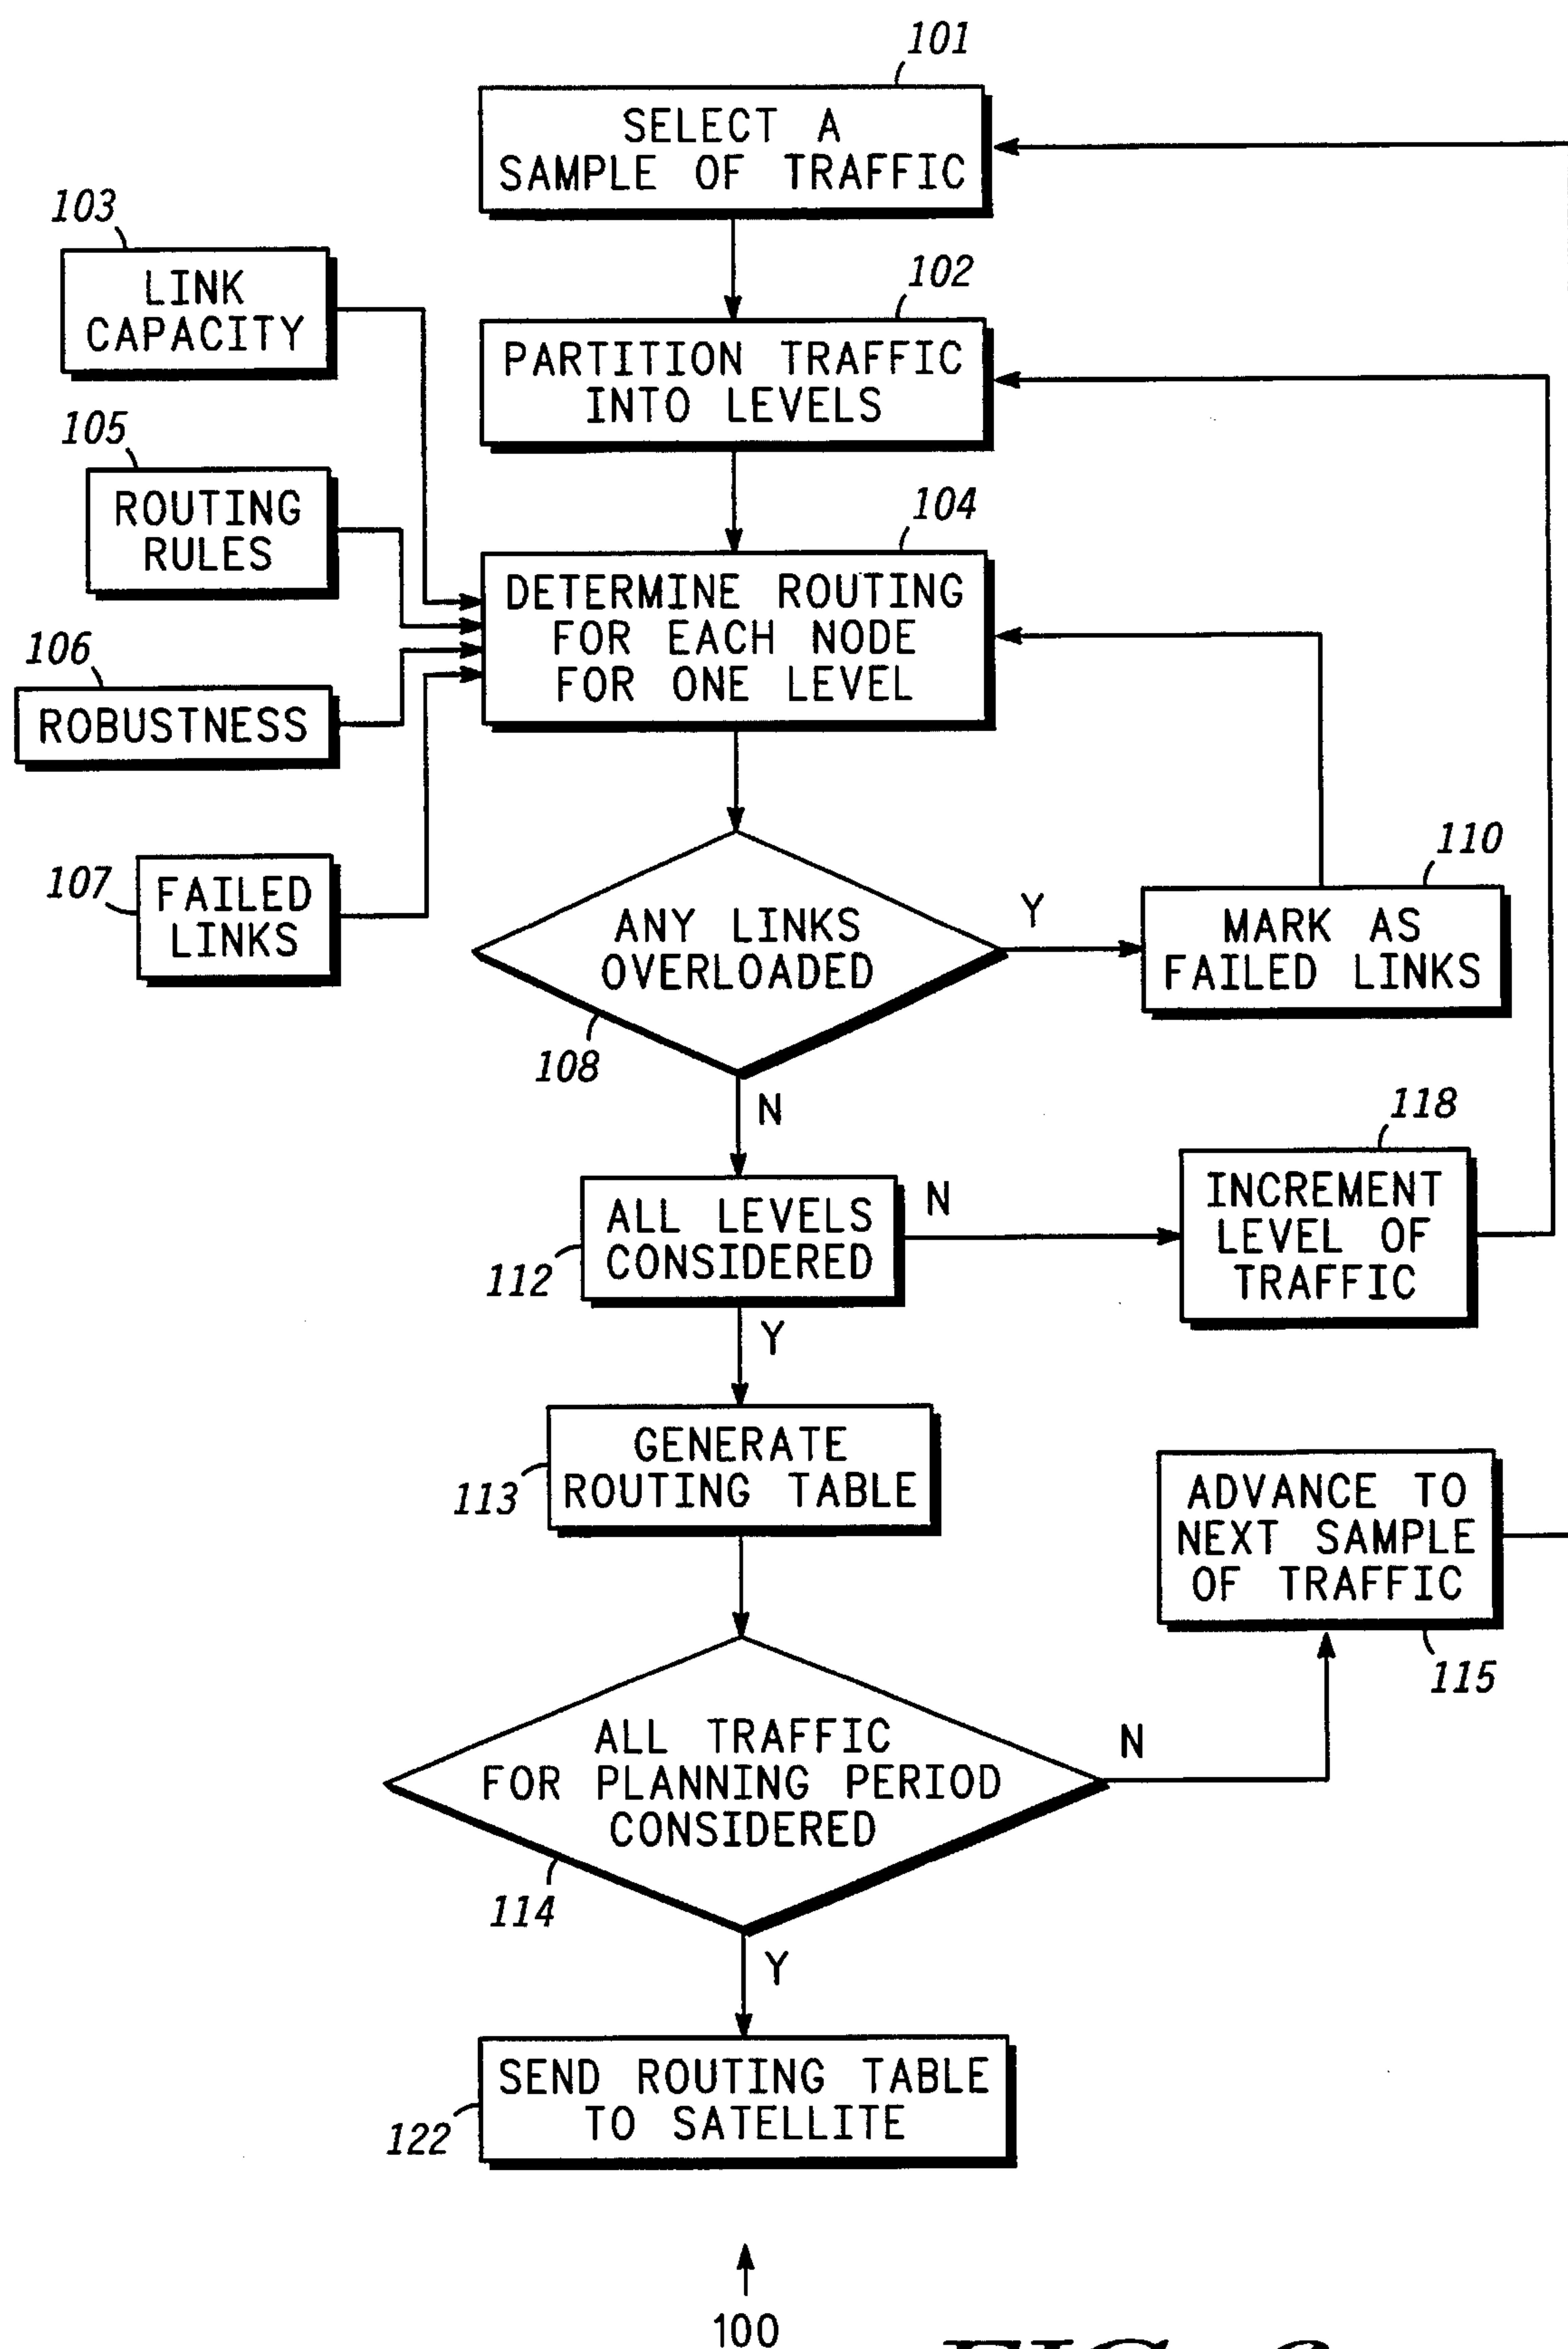 101
SELECT A
SAMPLE OF TRAFFIC
103
LINK
CAPACITY
102
PARTITION TRAFFIC
INTO LEVELS
105
ROUTING
RULES
104
DETERMINE ROUTING
FOR EACH NODE
FOR ONE LEVEL
106
ROBUSTNESS
107
FAILED
LINKS
ANY LINKS
OVERLOADED
108
Y
110
MARK AS
FAILED LINKS
N
118
INCREMENT
LEVEL OF
TRAFFIC
ALL LEVELS
CONSIDERED
112
N
Y
GENERATE
ROUTING TABLE
113
ADVANCE TO
NEXT SAMPLE
OF TRAFFIC
115
ALL TRAFFIC
FOR PLANNING PERIOD
CONSIDERED
114
N
Y
SEND ROUTING TABLE
TO SATELLITE
122
100